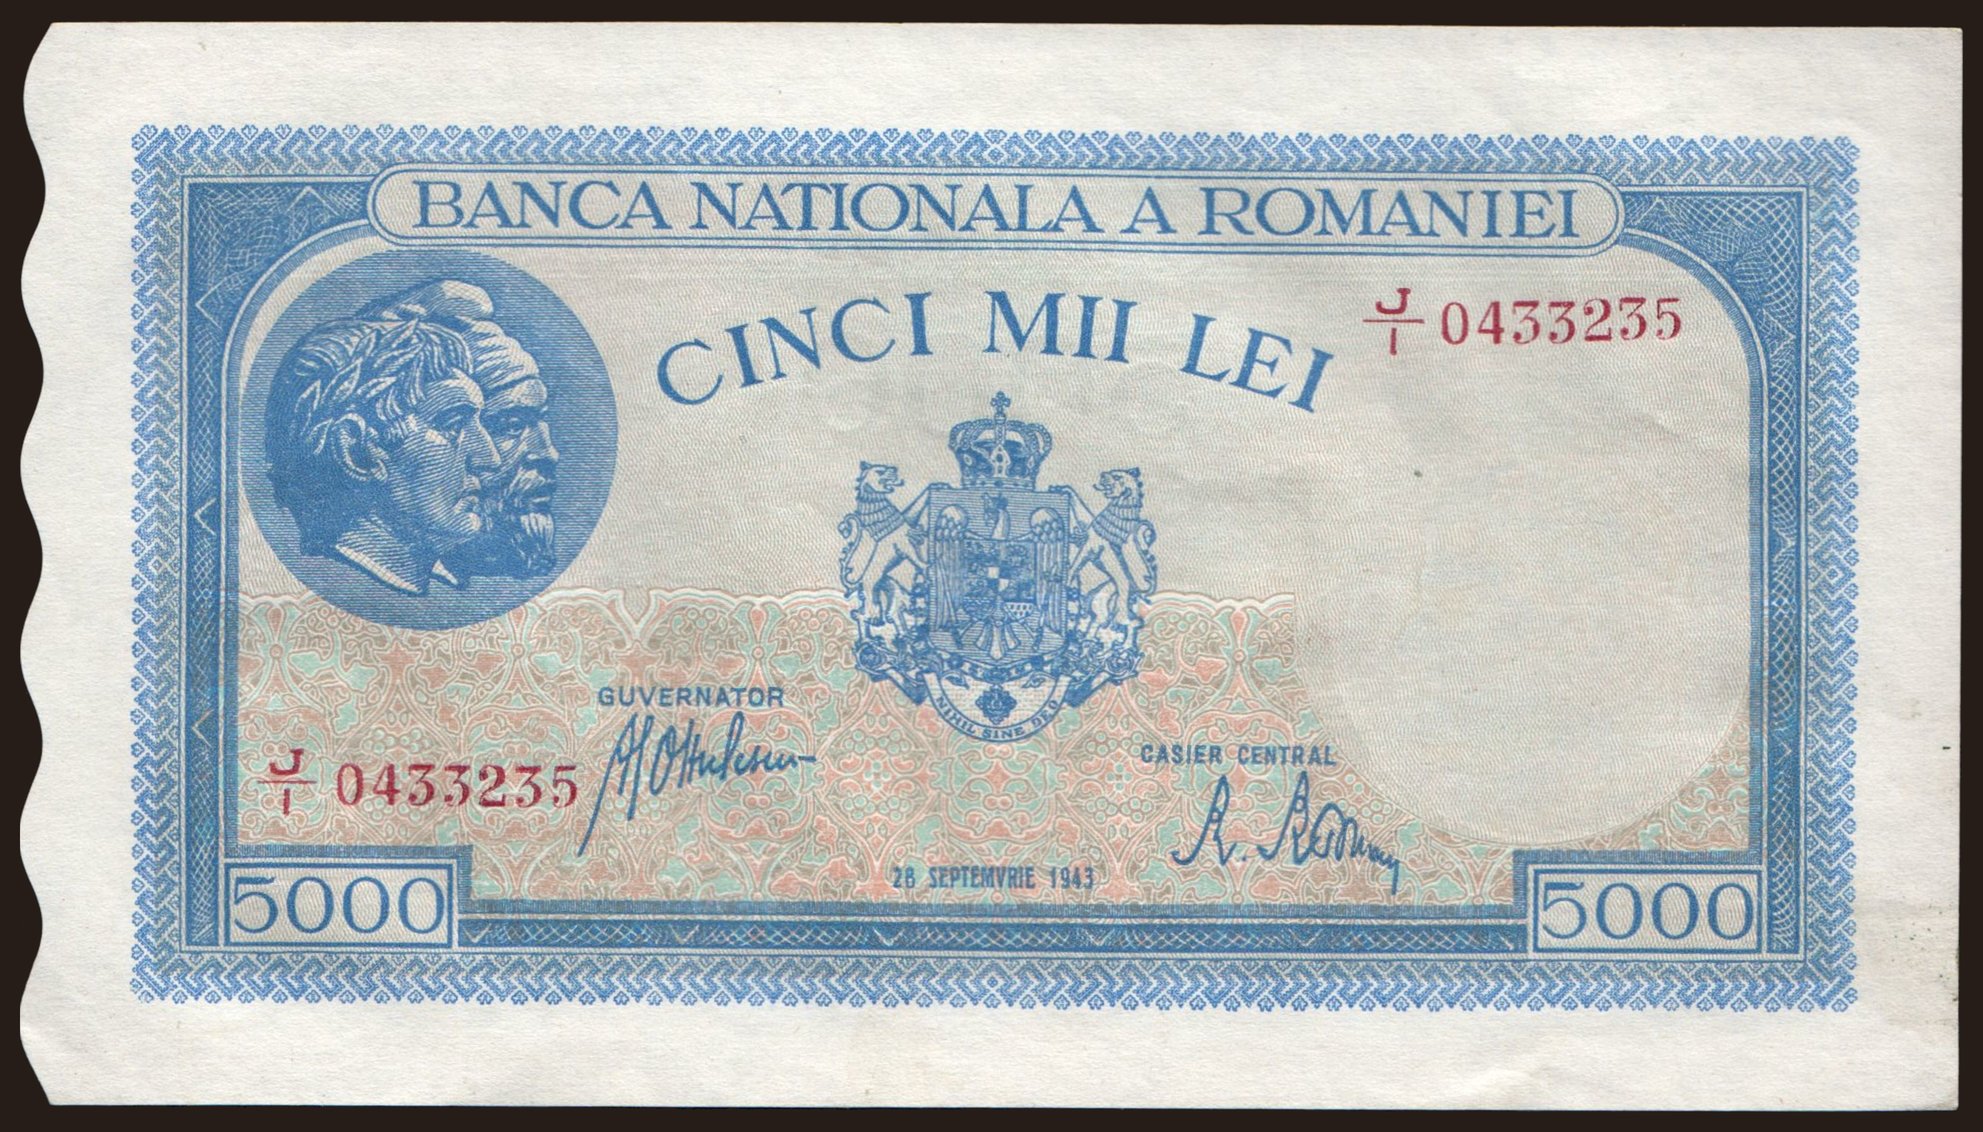 BANCA NATIONALA A ROMANIEI
CINCI MII LEI
J/1 0433235
NIHIL SINE DEO
GUVERNATOR
CASIER CENTRAL
J/1 0433235
28 SEPTEMVRIE 1943
5000
5000